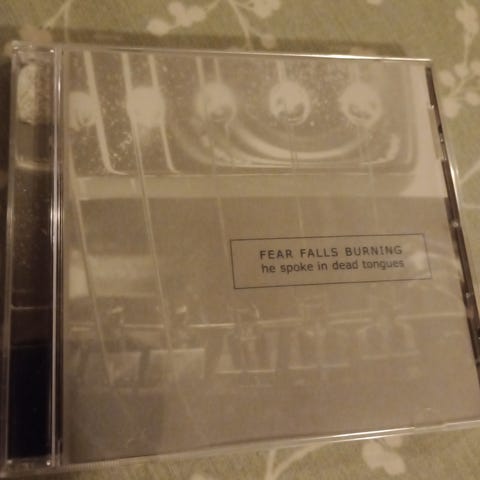 FEAR FALLS BURNING
he spoke in dead tongues